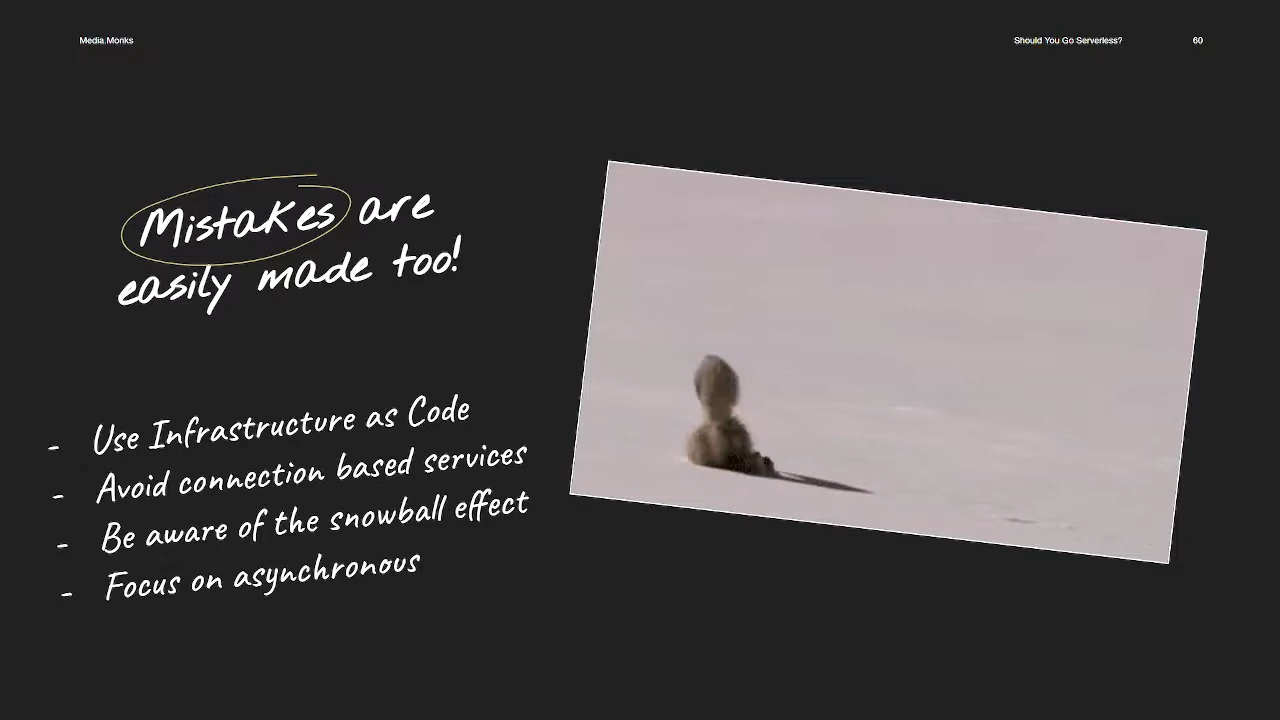 Media.Monks
Should You Go Serverless?
60
Mistakes are
easily made too!
- Use Infrastructure as Code
- Avoid connection based services
- Be aware of the snowball effect
- Focus on asynchronous